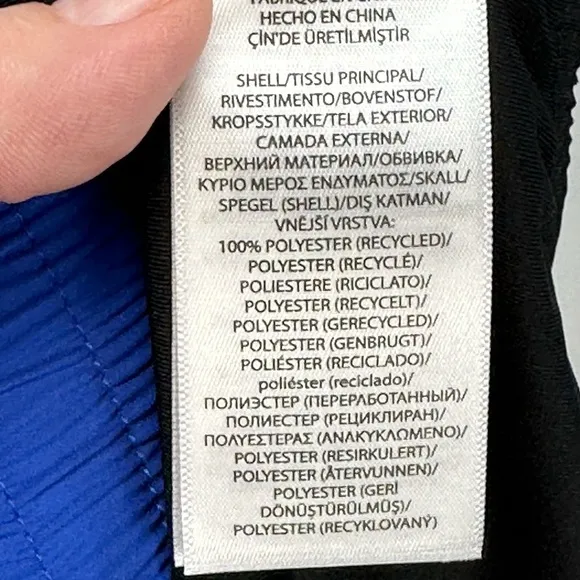 FABRIQUÉ EN CHINE
HECHO EN CHINA
ÇİN'DE ÜRETİLMİŞTİR
SHELL/TISSU PRINCIPAL/
RIVESTIMENTO/BOVENSTOF/
KROPSSTYKKE/TELA EXTERIOR/
CAMADA EXTERNA/
ВЕРХНИЙ МАТЕРИАЛ/ОБВИВКА/
ΚΥΡΙΟ ΜΕΡΟΣ ΕΝΔΥΜΑΤΟΣ/SKALL/
SPEGEL (SHELL)/DIŞ KATMAN/
VNĚJŠÍ VRSTVA:
100% POLYESTER (RECYCLED)/
POLYESTER (RECYCLÉ)/
POLIESTERE (RICICLATO)/
POLYESTER (RECYCELT)/
POLYESTER (GERECYCLED)/
POLYESTER (GENBRUGT)/
POLIÉSTER (RECICLADO)/
poliéster (reciclado)/
ПОЛИЭСТЕР (ПЕРЕРАБОТАННЫЙ)/
ПОЛИЕСТЕР (РЕЦИКЛИРАН)/
ΠΟΛΥΕΣΤΕΡΑΣ (ΑΝΑΚΥΚΛΩΜΕΝΟ)/
POLYESTER (RESIRKULERT)/
POLYESTER (ÅTERVUNNEN)/
POLYESTER (GERİ
DÖNÜŞTÜRÜLMÜŞ)/
POLYESTER (RECYKLOVANÝ)